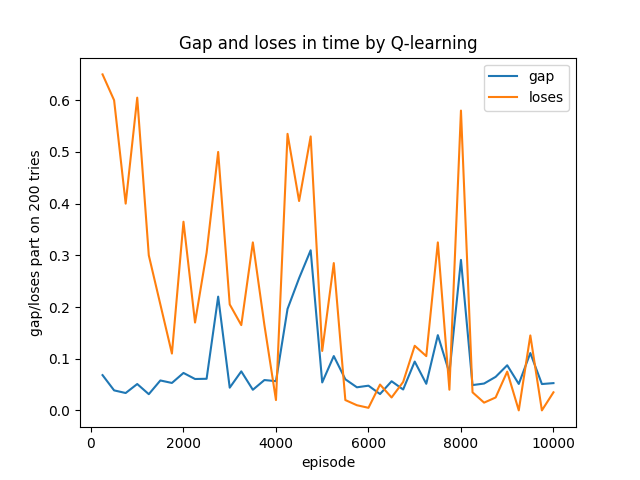 Gap and loses in time by Q-learning
gap
loses
0.6
0.5
0.4
0.3
0.2
0.1
0.0
gap/loses part on 200 tries
0 2000 4000 6000 8000 10000
episode